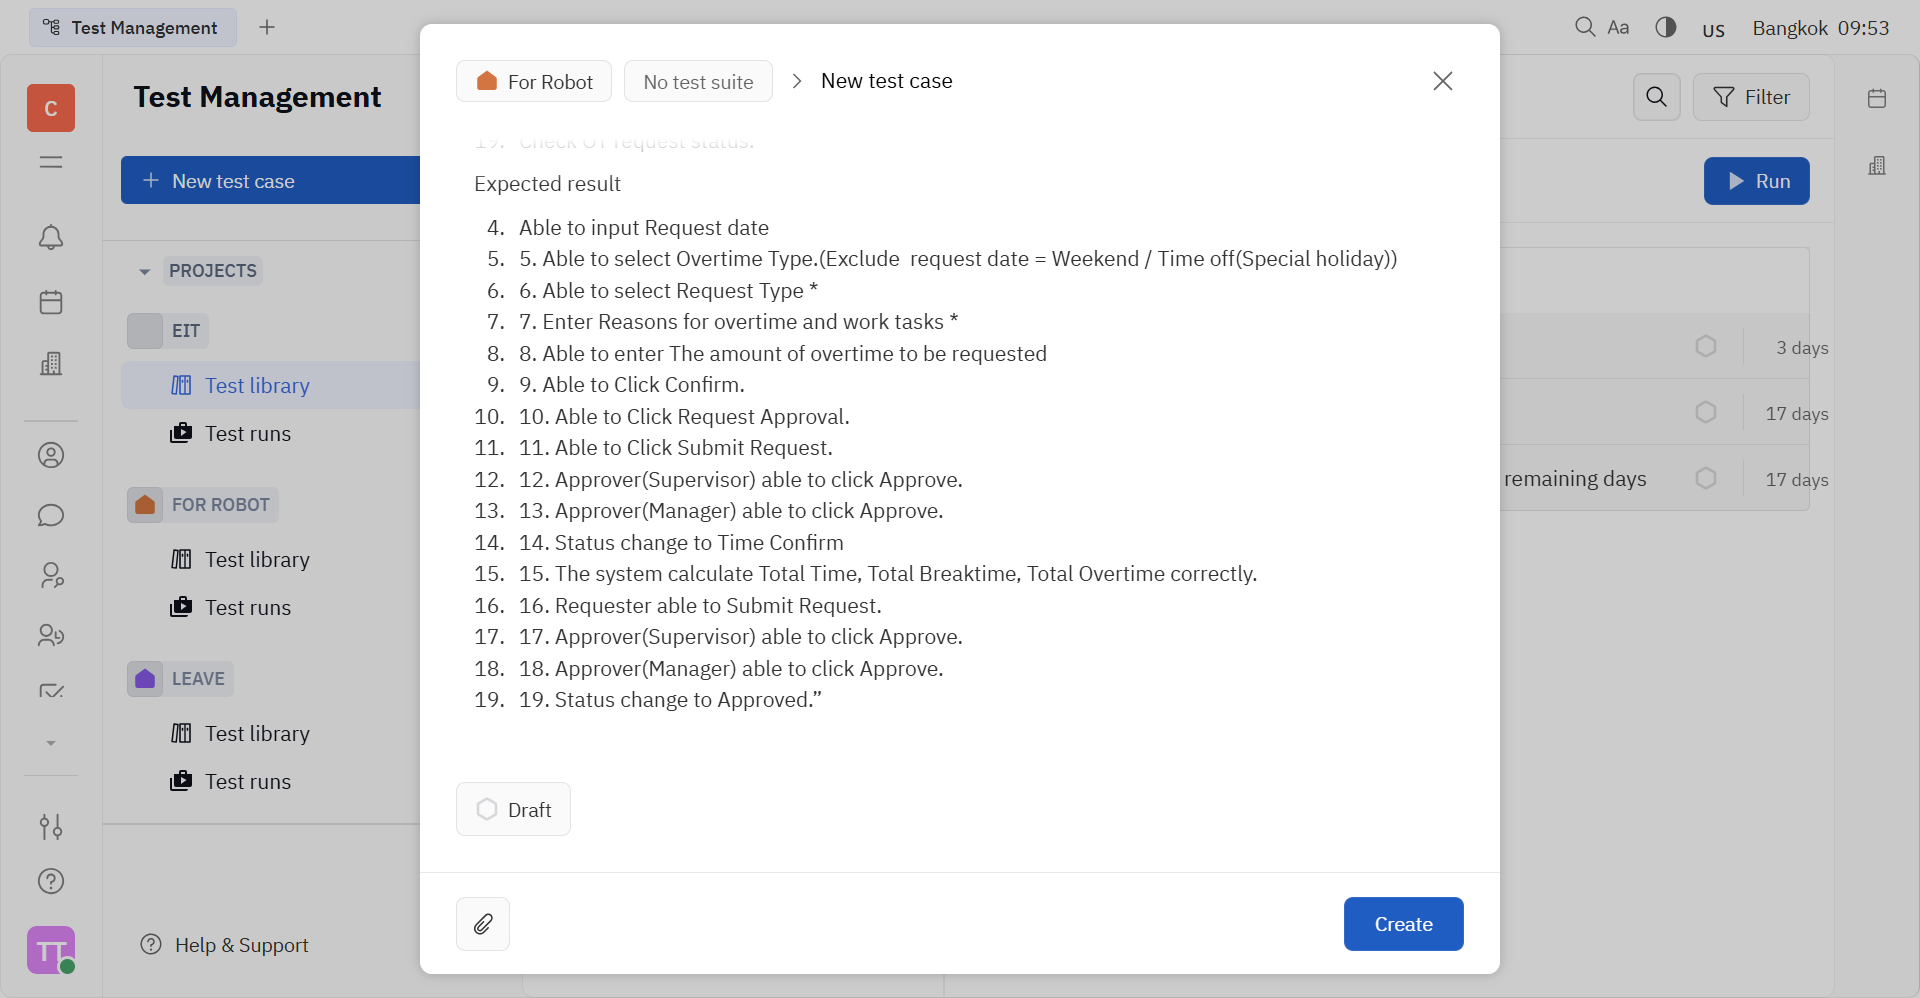 Test Management
Aa
US
Bangkok 09:53
C
Test Management
New test case
PROJECTS
EIT
Test library
Test runs
FOR ROBOT
Test library
Test runs
LEAVE
Test library
Test runs
Help & Support
TT
For Robot
No test suite
New test case
19. Check OT request status.
Expected result
4. Able to input Request date
5. 5. Able to select Overtime Type.(Exclude request date = Weekend / Time off(Special holiday))
6. 6. Able to select Request Type *
7. 7. Enter Reasons for overtime and work tasks *
8. 8. Able to enter The amount of overtime to be requested
9. 9. Able to Click Confirm.
10. 10. Able to Click Request Approval.
11. 11. Able to Click Submit Request.
12. 12. Approver(Supervisor) able to click Approve.
13. 13. Approver(Manager) able to click Approve.
14. 14. Status change to Time Confirm
15. 15. The system calculate Total Time, Total Breaktime, Total Overtime correctly.
16. 16. Requester able to Submit Request.
17. 17. Approver(Supervisor) able to click Approve.
18. 18. Approver(Manager) able to click Approve.
19. 19. Status change to Approved.”
Draft
Create
Filter
Run
3 days
17 days
remaining days
17 days